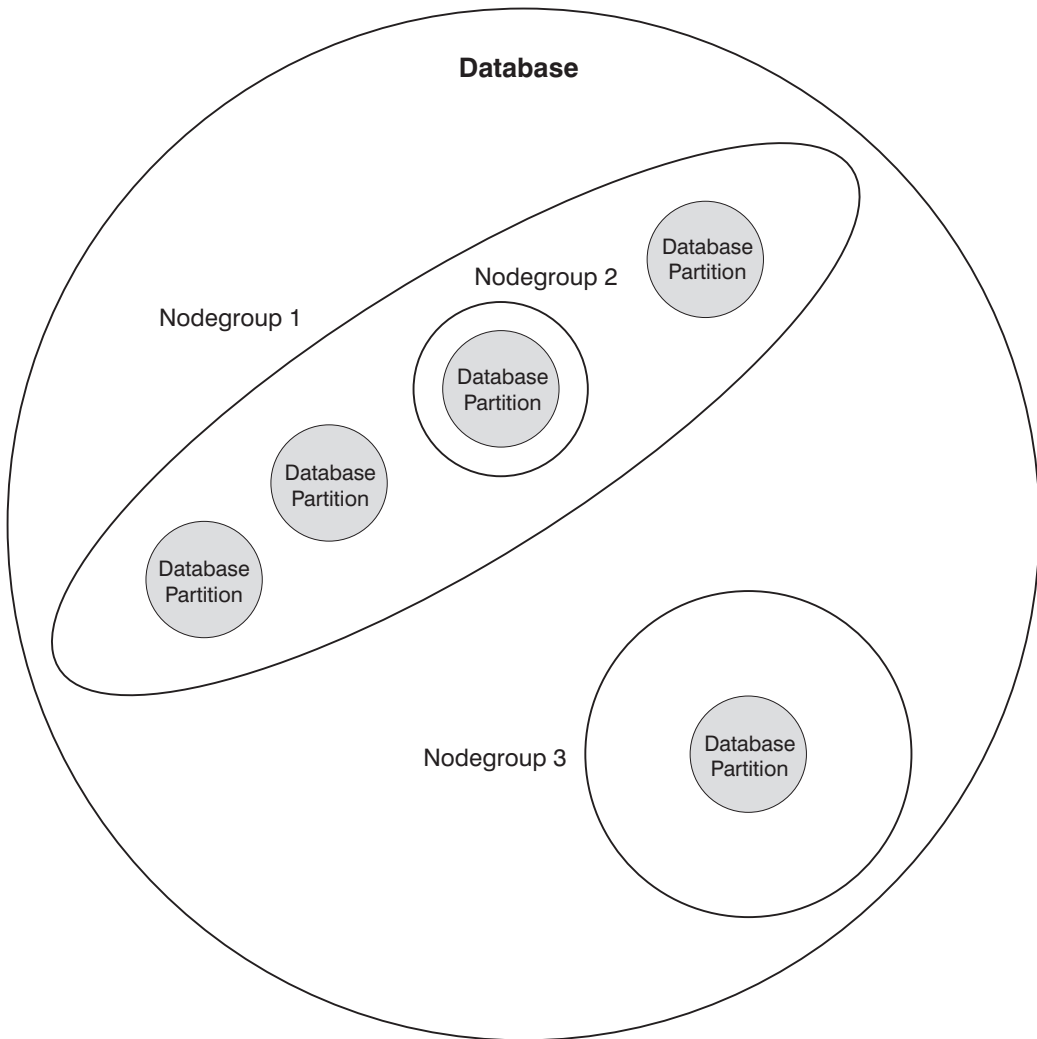 Database
Database
Partition
Nodegroup 2
Nodegroup 1
Database
Partition
Database
Partition
Database
Partition
Nodegroup 3
Database
Partition